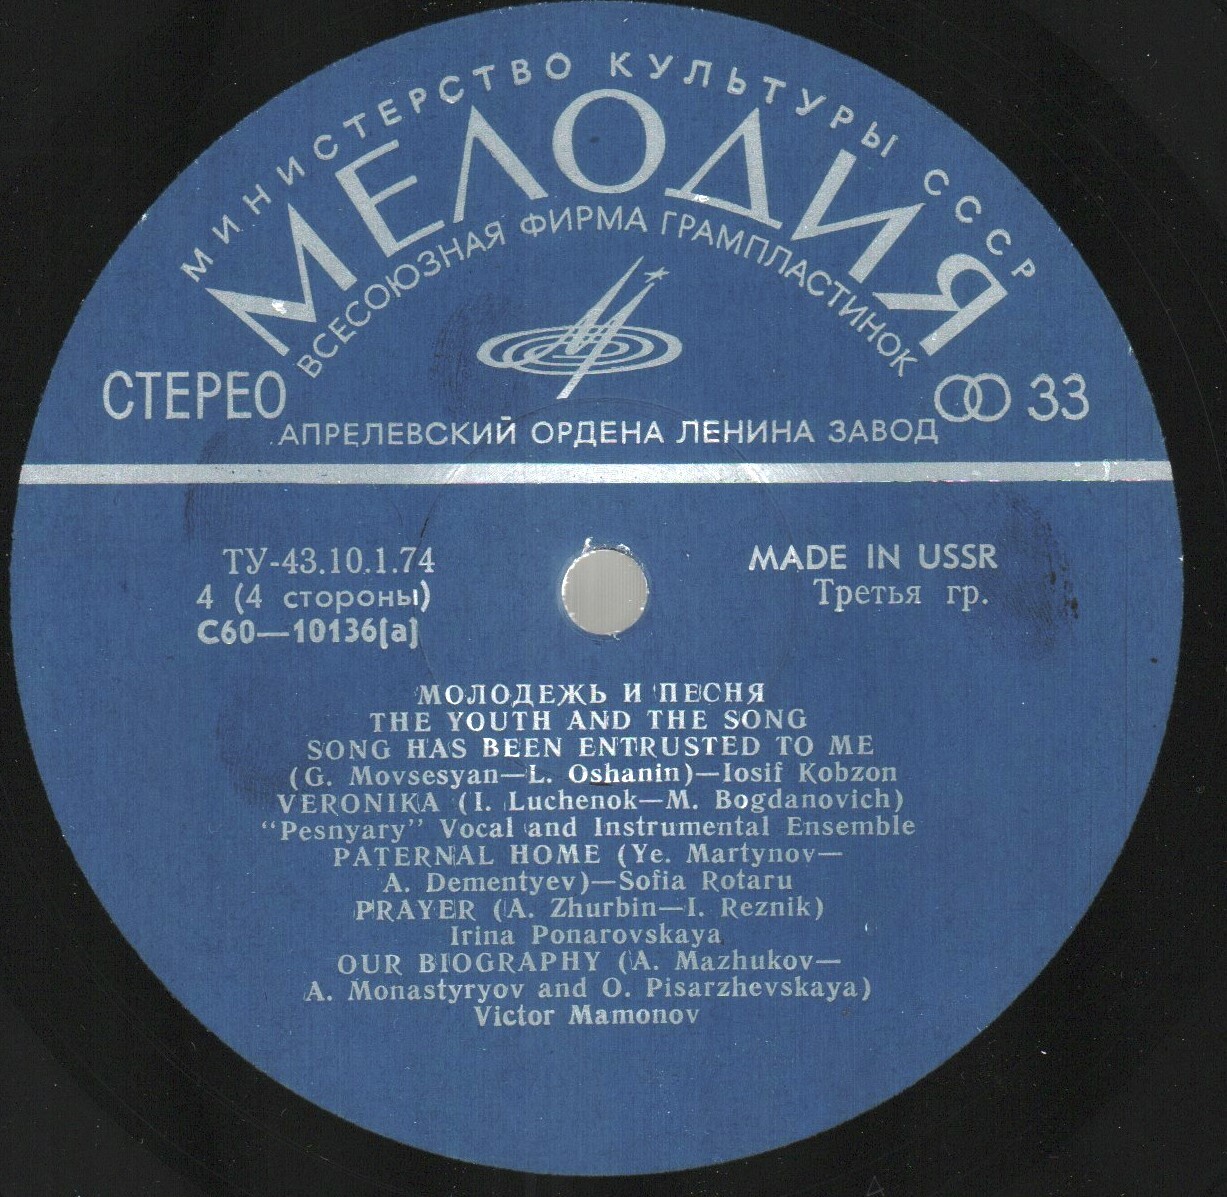 МИНИСТЕРСТВО КУЛЬТУРЫ СССР
МЕЛОДИЯ
ВСЕСОЮЗНАЯ ФИРМА ГРАМПЛАСТИНОК
СТЕРЕО
33
АПРЕЛЕВСКИЙ ОРДЕНА ЛЕНИНА ЗАВОД
ТУ-43.10.1.74
4 (4 стороны)
С60—10136(а)
MADE IN USSR
Третья гр.
МОЛОДЕЖЬ И ПЕСНЯ
THE YOUTH AND THE SONG
SONG HAS BEEN ENTRUSTED TO ME
(G. Movsesyan—L. Oshanin)—Iosif Kobzon
VERONIKA (I. Luchenok—M. Bogdanovich)
“Pesnyary” Vocal and Instrumental Ensemble
PATERNAL HOME (Ye. Martynov—
A. Dementyev)—Sofia Rotaru
PRAYER (A. Zhurbin—I. Reznik)
Irina Ponarovskaya
OUR BIOGRAPHY (A. Mazhukov—
A. Monastyryov and O. Pisarzhevskaya)
Victor Mamonov